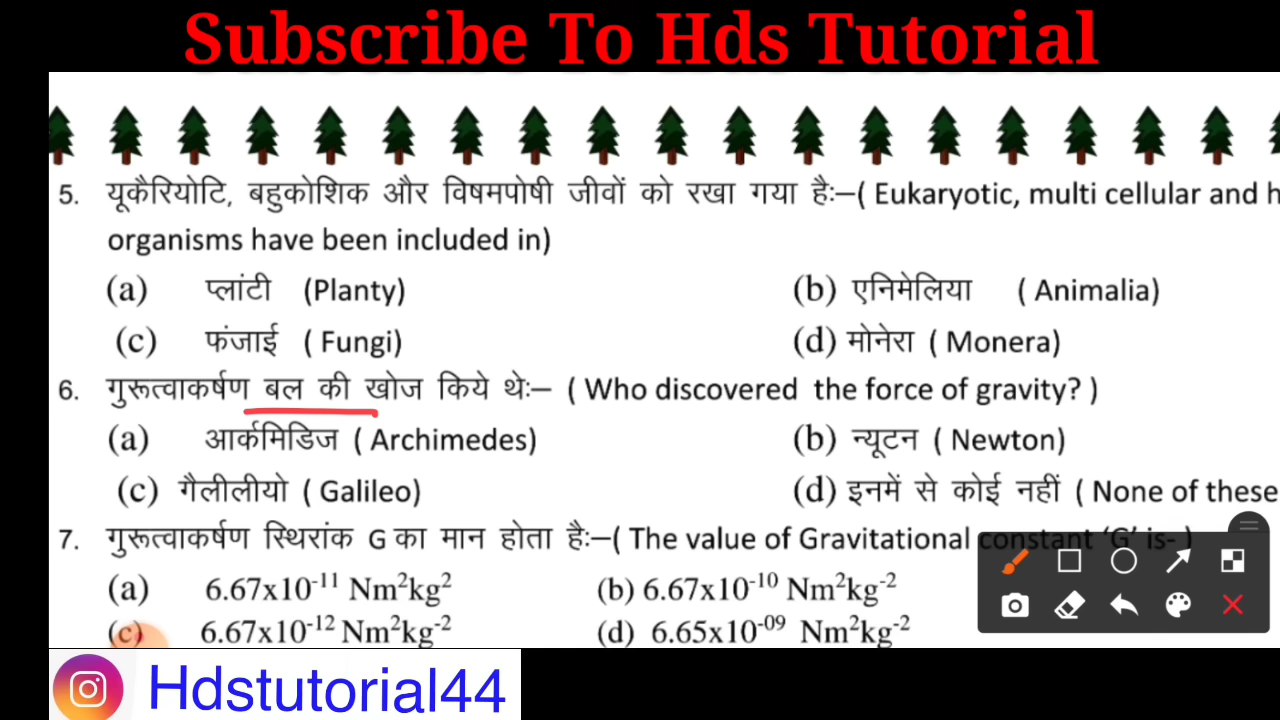 Subscribe To Hds Tutorial
5. यूकैरियोटि, बहुकोशिक और विषमपोषी जीवों को रखा गया हैः–( Eukaryotic, multi cellular and h
organisms have been included in)
(a) प्लांटी (Planty) (b) एनिमेलिया ( Animalia)
(c) फंजाई ( Fungi) (d) मोनेरा ( Monera)
6. गुरूत्वाकर्षण बल की खोज किये थेः– ( Who discovered the force of gravity? )
(a) आर्कमिडिज ( Archimedes) (b) न्यूटन ( Newton)
(c) गैलीलीयो ( Galileo) (d) इनमें से कोई नहीं ( None of these
7. गुरूत्वाकर्षण स्थिरांक G का मान होता हैः–( The value of Gravitational constant ‘G’ is- )
(a) 6.67x10⁻¹¹ Nm²kg² (b) 6.67x10⁻¹⁰ Nm²kg⁻²
(c) 6.67x10⁻¹² Nm²kg⁻² (d) 6.65x10⁻⁰⁹ Nm²kg⁻²
Hdstutorial44